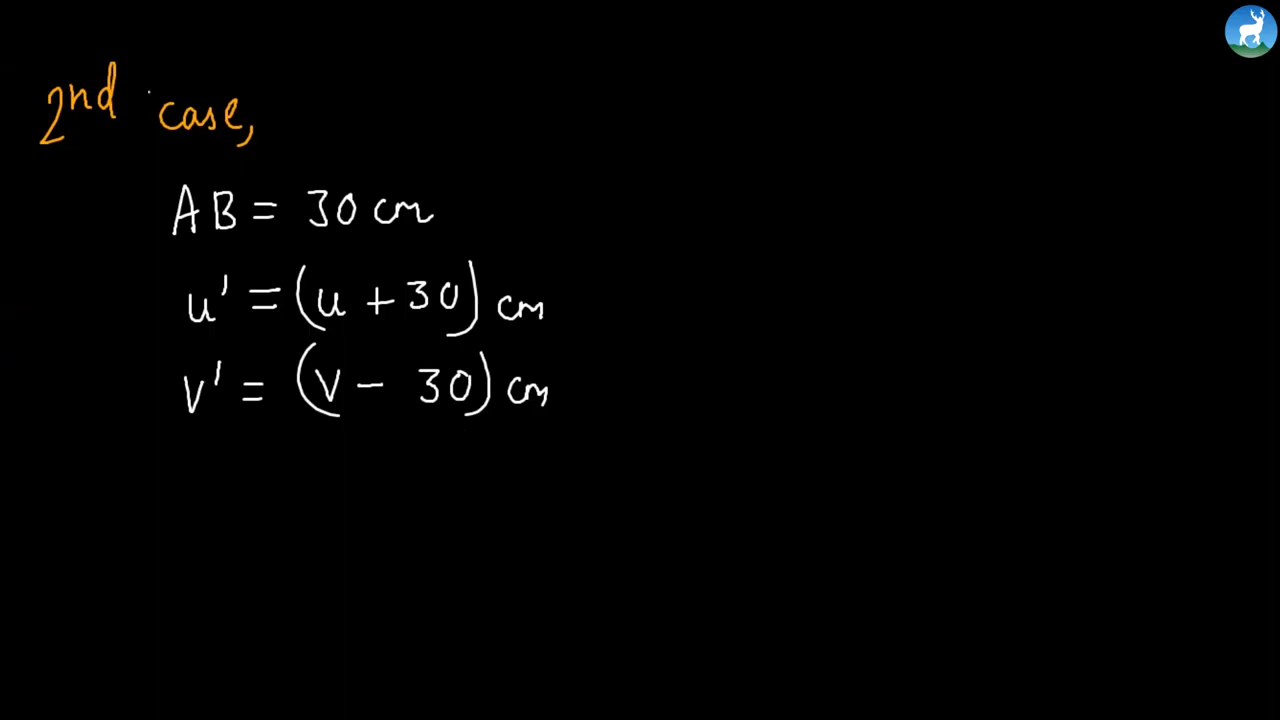 2nd case,
AB = 30 cm
u' = (u + 30) cm
v' = (v - 30) cm